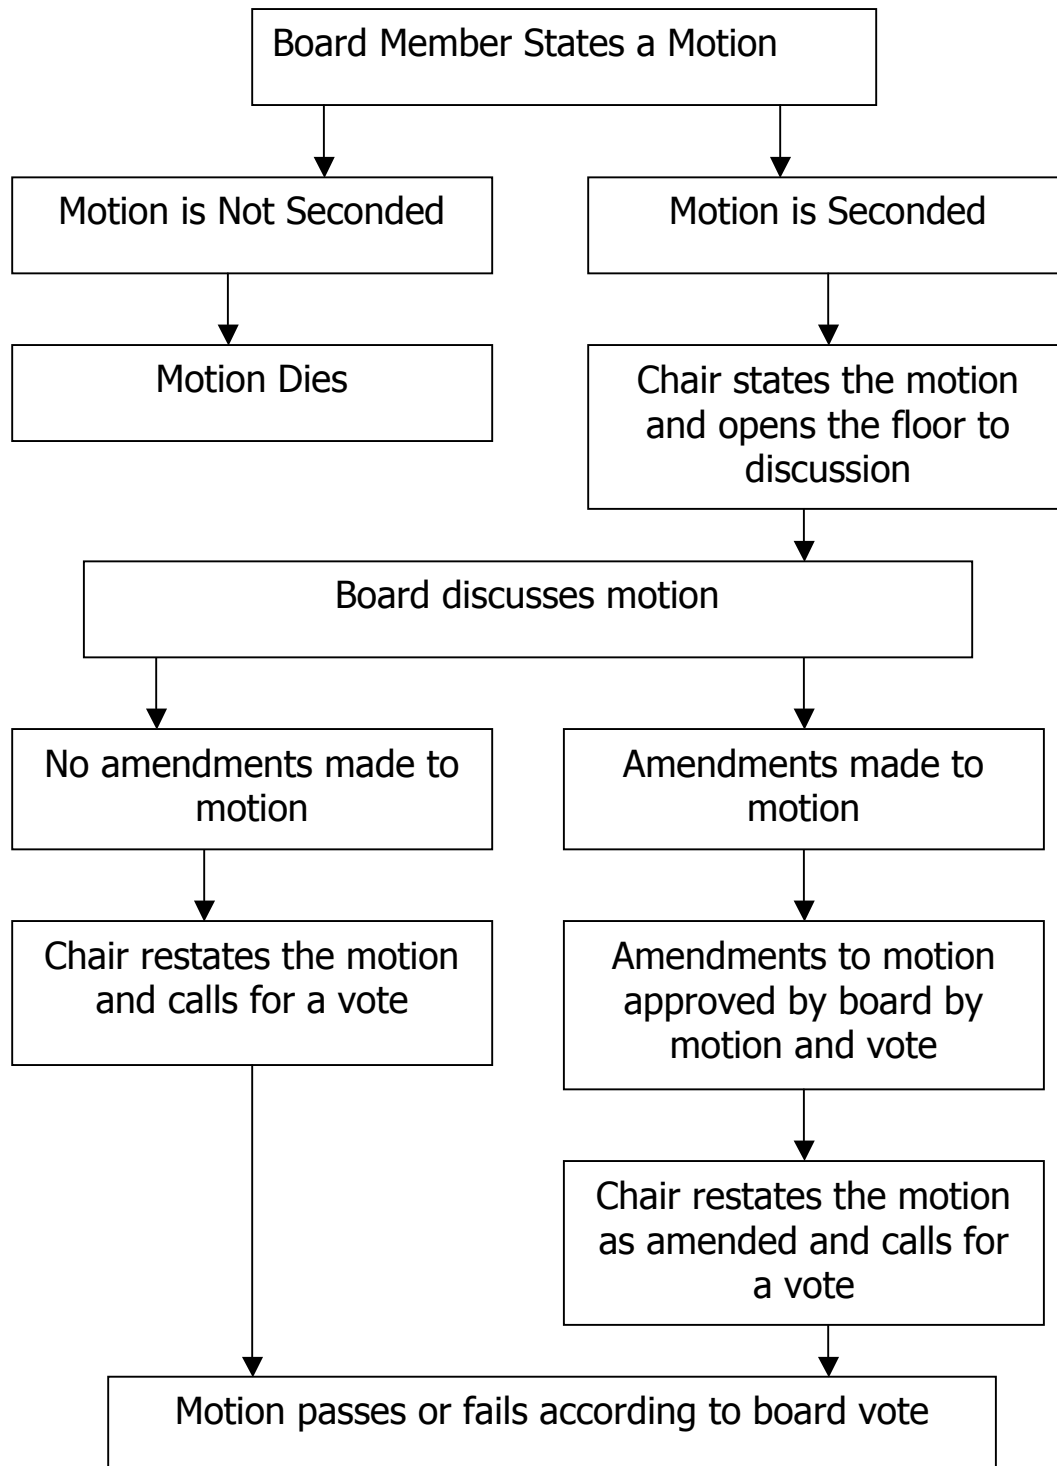 Board Member States a Motion
Motion is Not Seconded
Motion is Seconded
Motion Dies
Chair states the motion
and opens the floor to
discussion
Board discusses motion
No amendments made to
motion
Amendments made to
motion
Chair restates the motion
and calls for a vote
Amendments to motion
approved by board by
motion and vote
Chair restates the motion
as amended and calls for
a vote
Motion passes or fails according to board vote